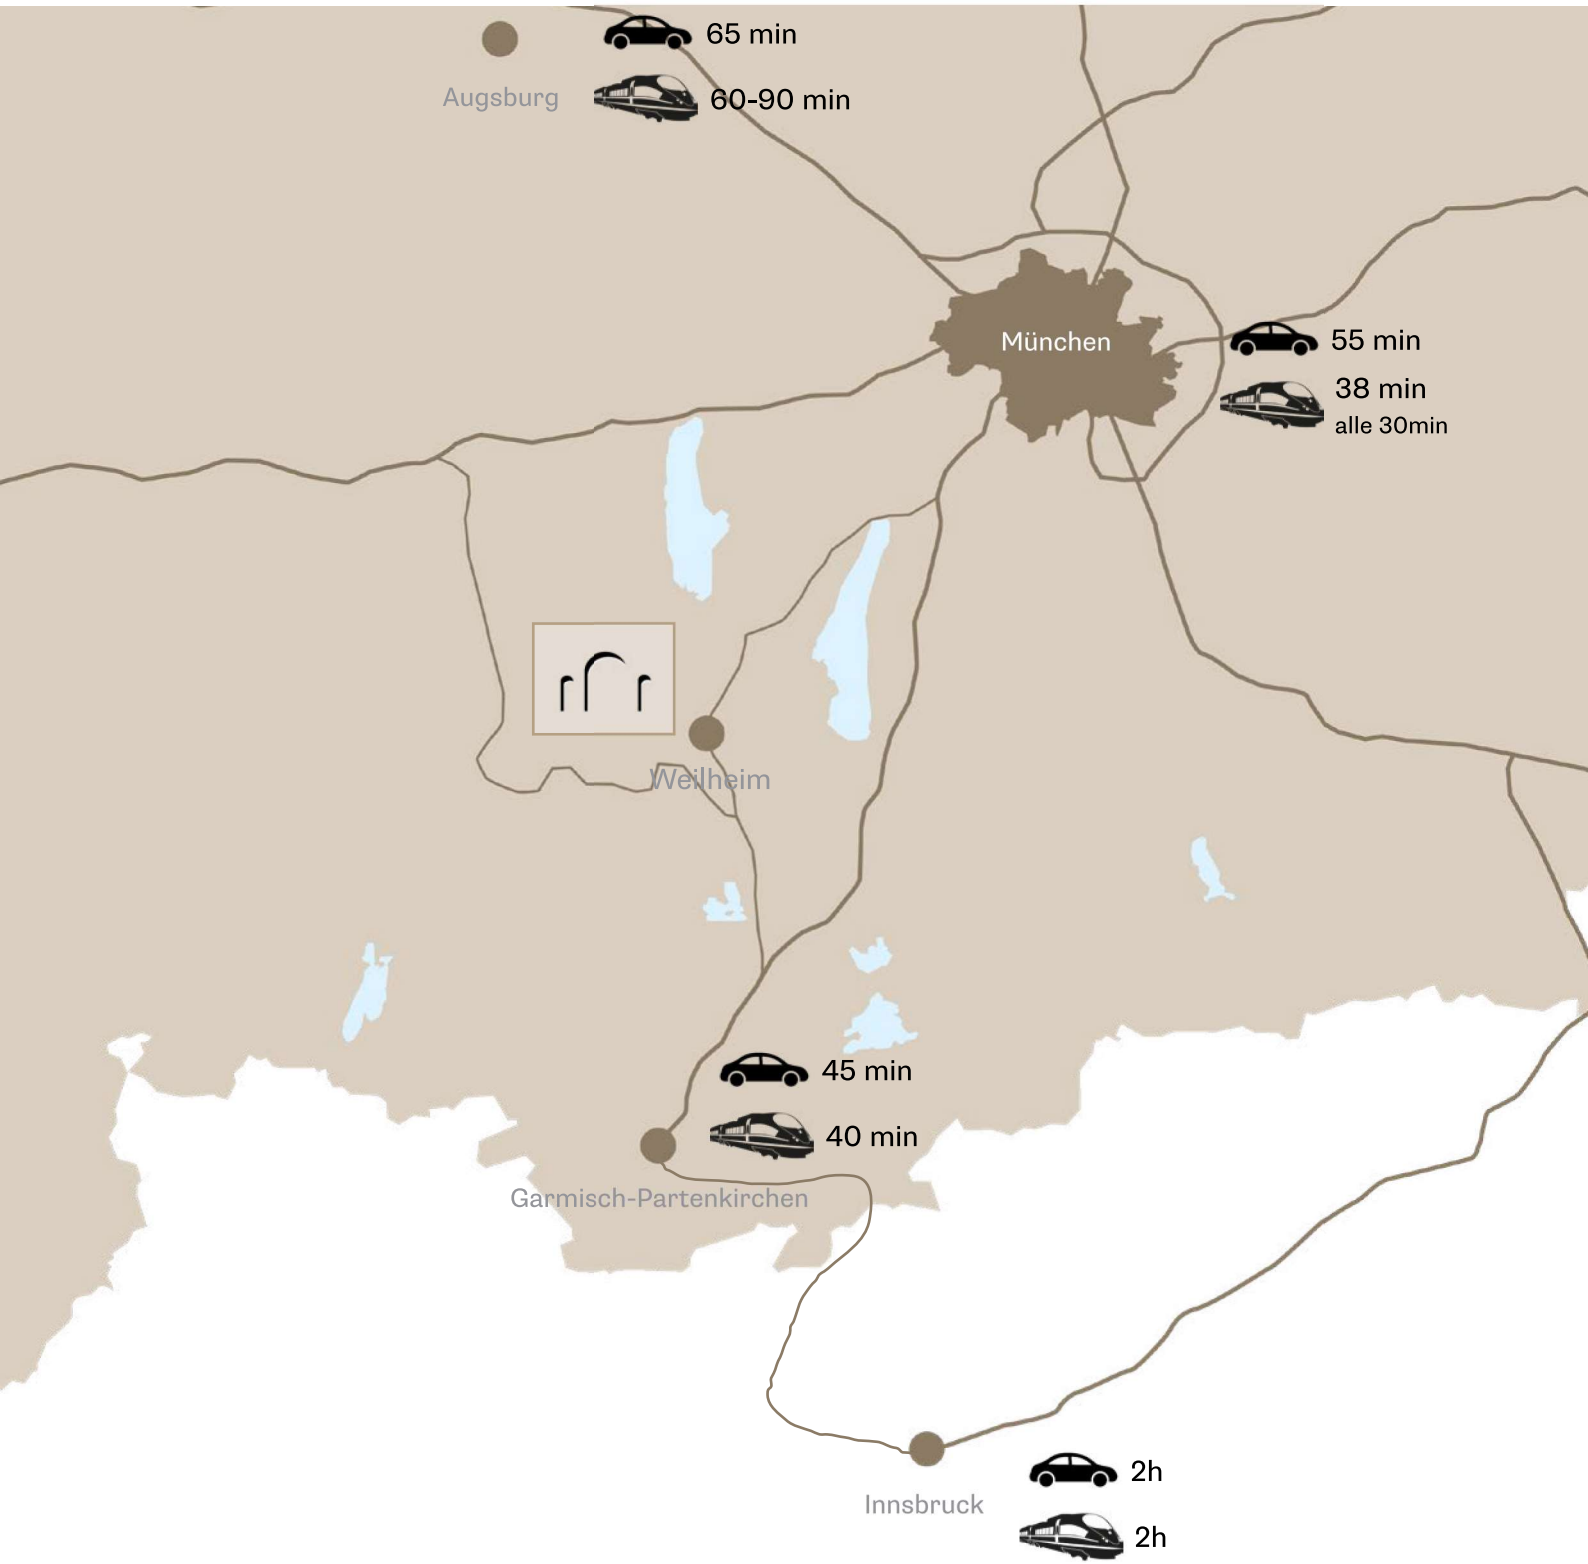 65 min
Augsburg
60-90 min
München
55 min
38 min
alle 30min
Weilheim
45 min
40 min
Garmisch-Partenkirchen
2h
Innsbruck
2h